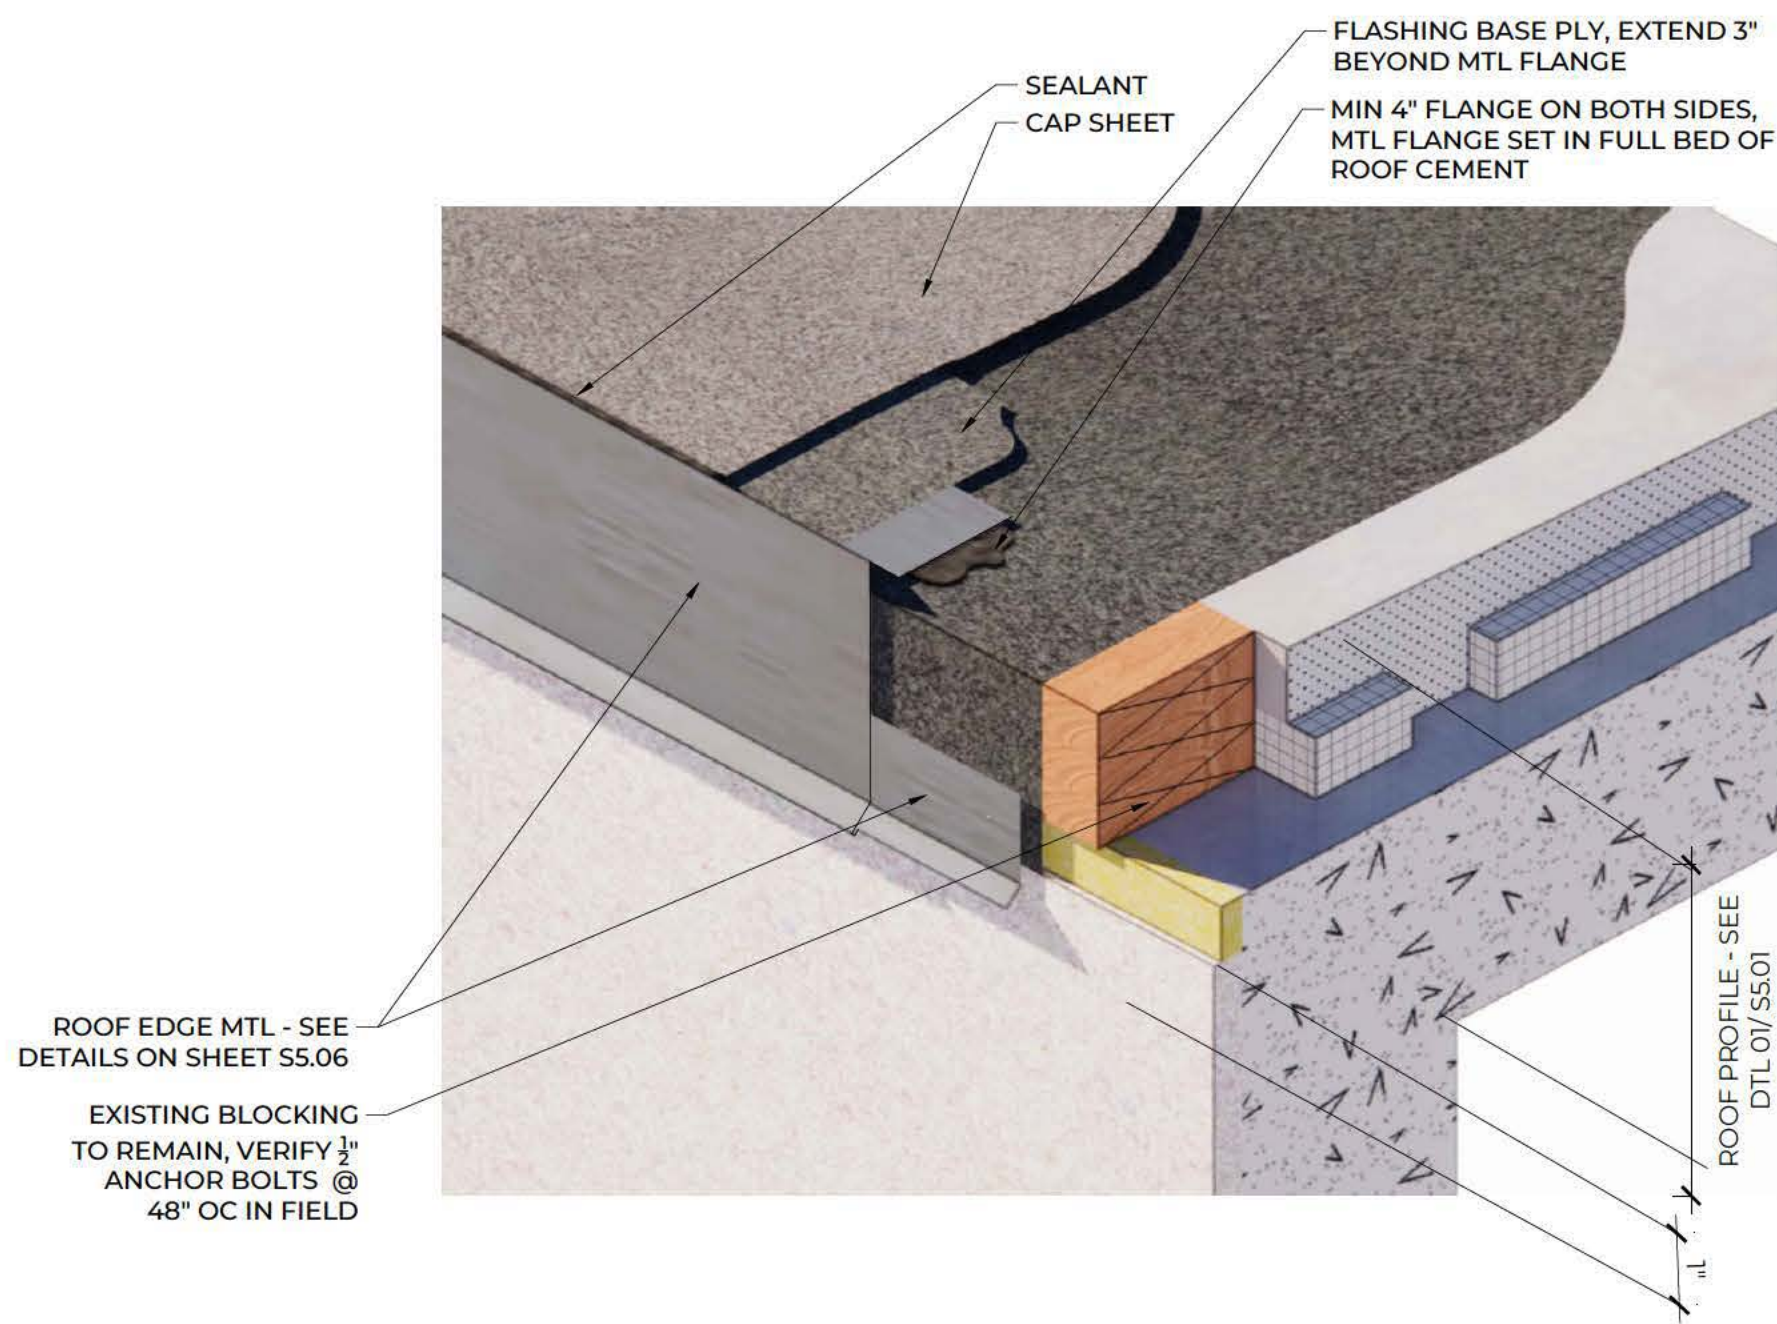 FLASHING BASE PLY, EXTEND 3"
BEYOND MTL FLANGE
SEALANT
CAP SHEET
MIN 4" FLANGE ON BOTH SIDES,
MTL FLANGE SET IN FULL BED OF
ROOF CEMENT
ROOF EDGE MTL - SEE
DETAILS ON SHEET S5.06
EXISTING BLOCKING
TO REMAIN, VERIFY ½"
ANCHOR BOLTS @
48" OC IN FIELD
ROOF PROFILE - SEE
DTL 01/ S5.01
1"